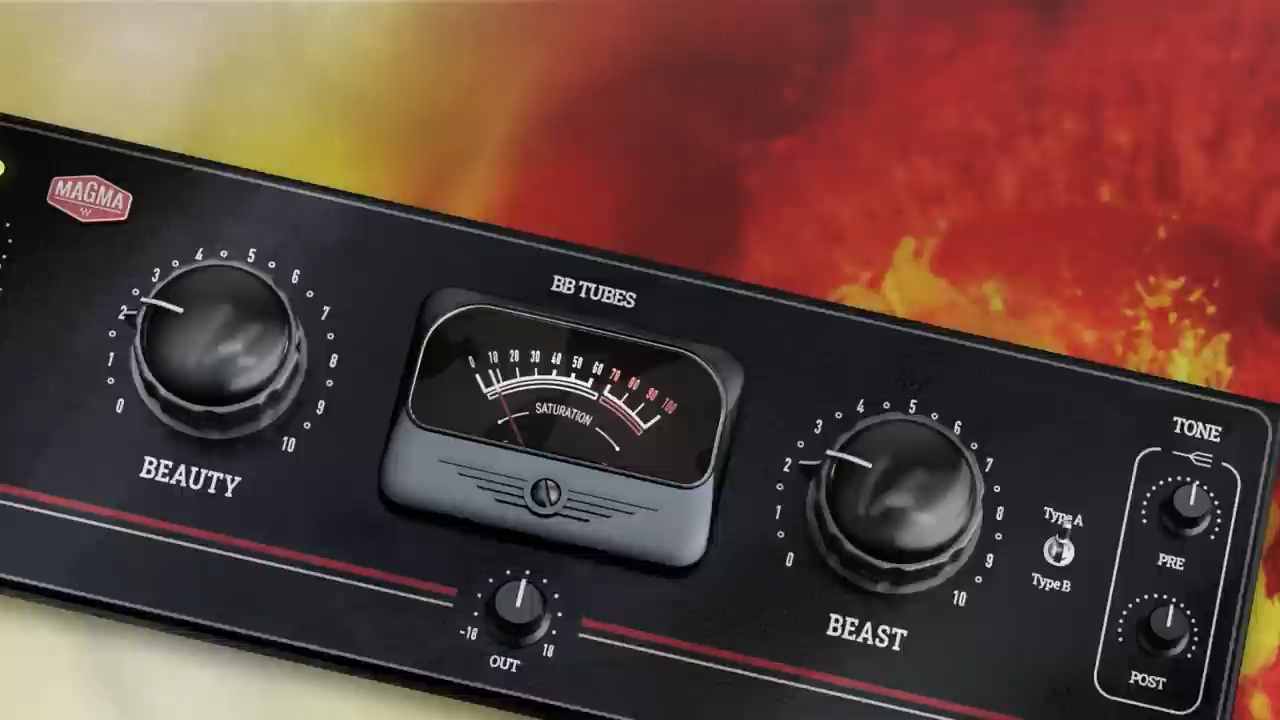 MAGMA
W
BB TUBES
0 10 20 30 40 50 60 70 80 90 100
SATURATION
0 1 2 3 4 5 6 7 8 9 10
BEAUTY
0 1 2 3 4 5 6 7 8 9 10
BEAST
-18 18
OUT
Type A
Type B
TONE
PRE
POST